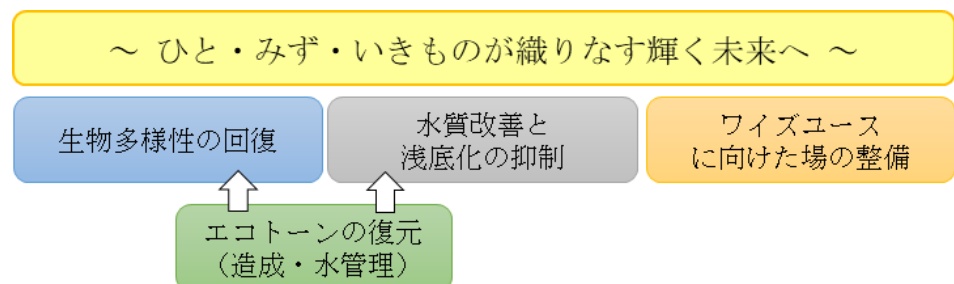 ～ ひと・みず・いきものが織りなす輝く未来へ ～
生物多様性の回復
水質改善と
浅底化の抑制
ワイズユース
に向けた場の整備
エコトーンの復元
（造成・水管理）